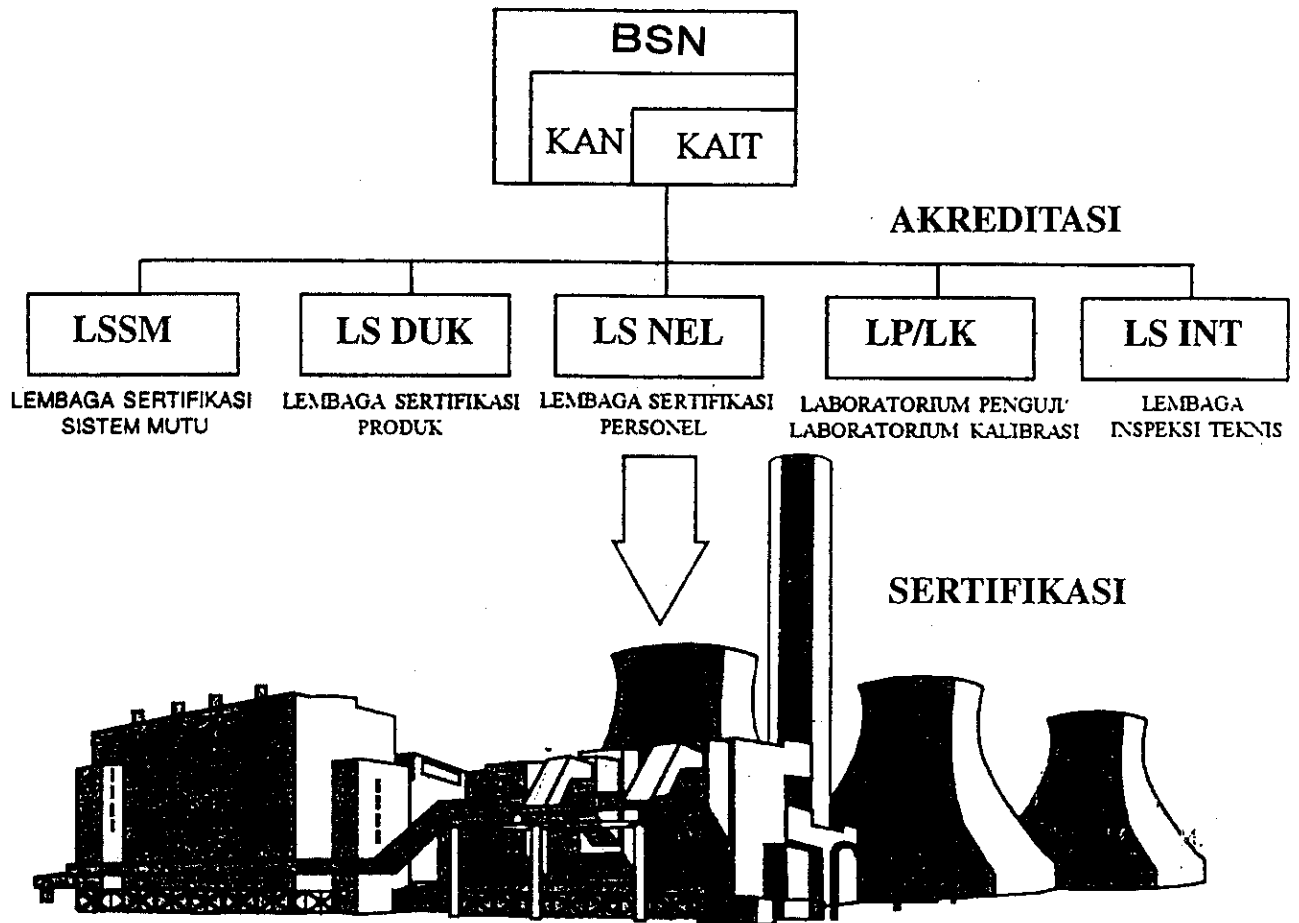 BSN
KAN
KAIT
AKREDITASI
LSSM
LS DUK
LS NEL
LP/LK
LS INT
LEMBAGA SERTIFIKASI
SISTEM MUTU
LEMBAGA SERTIFIKASI
PRODUK
LEMBAGA SERTIFIKASI
PERSONEL
LABORATORIUM PENGUJI/
LABORATORIUM KALIBRASI
LEMBAGA
INSPEKSI TEKNIS
SERTIFIKASI